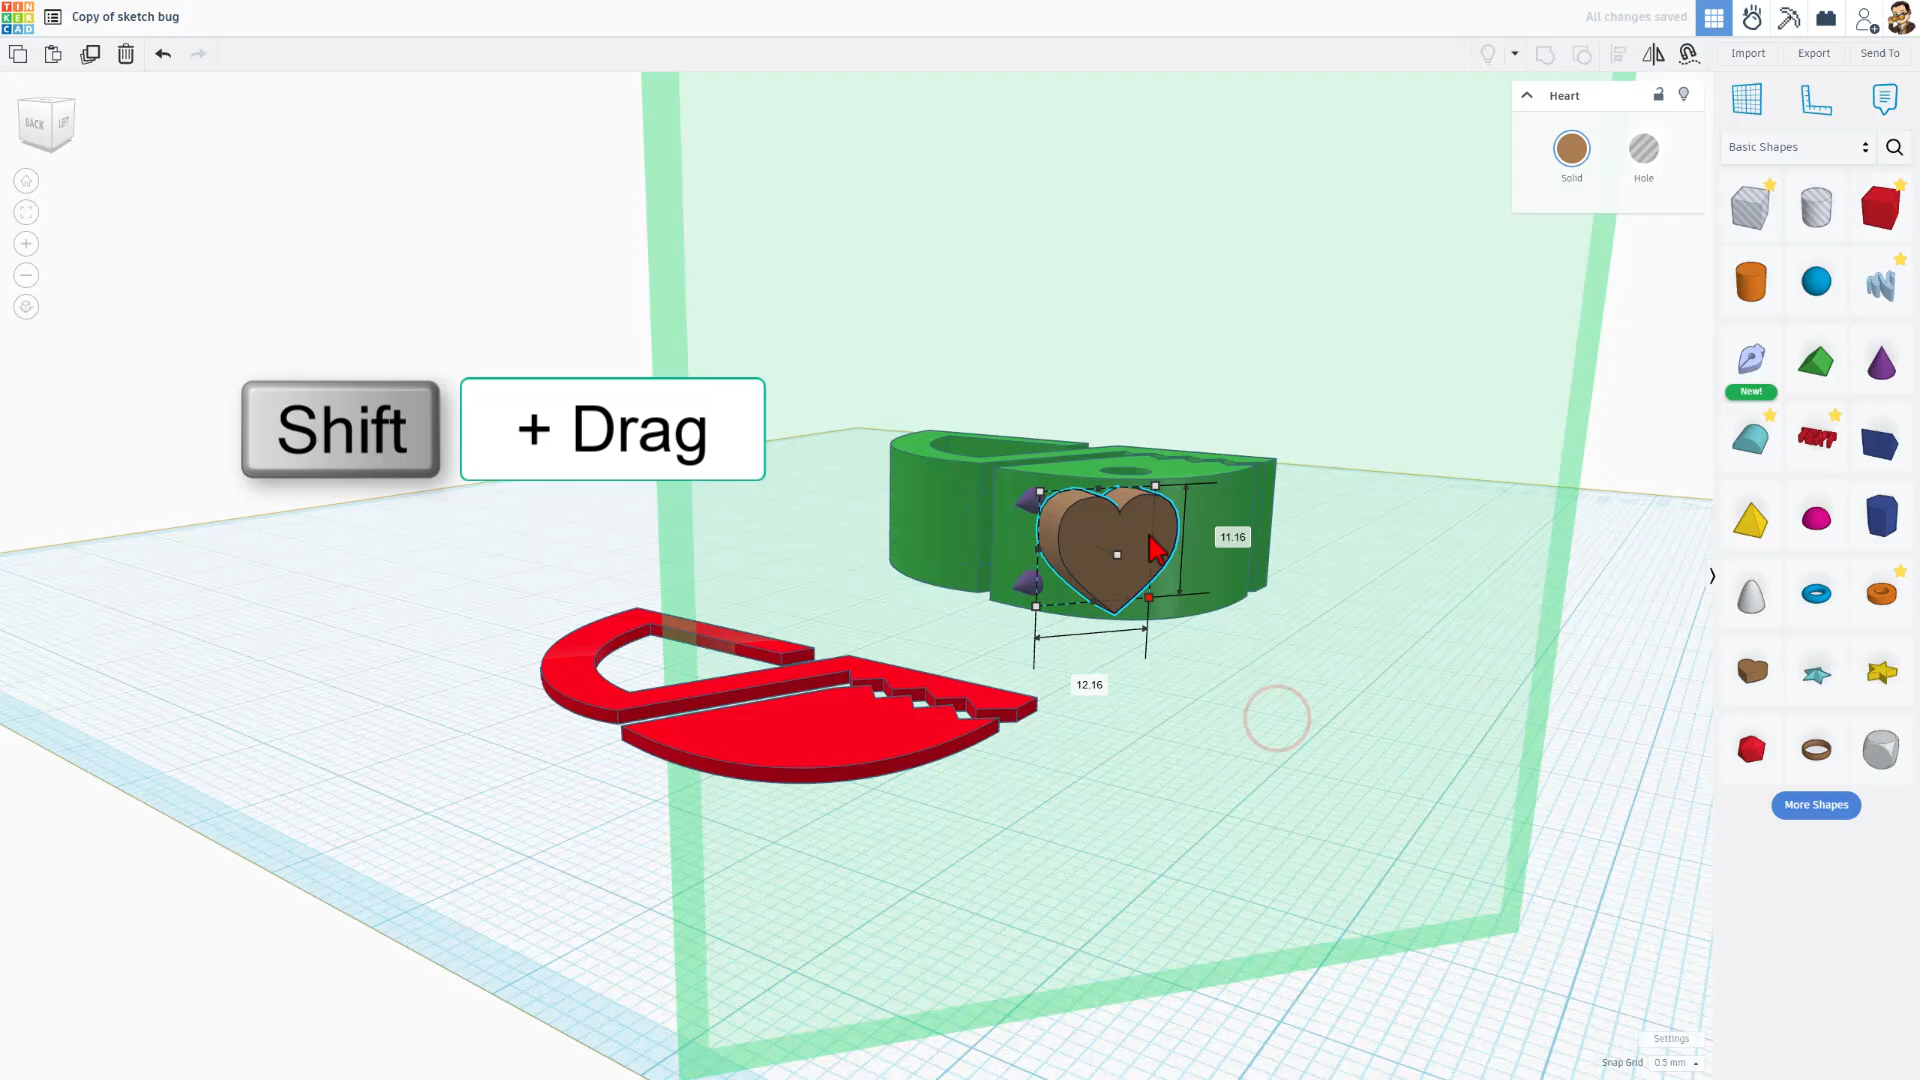 TIN
KER
CAD
Copy of sketch bug
All changes saved
Import
Export
Send To
BACK
LEFT
Heart
Solid
Hole
Basic Shapes
Shift
+ Drag
New!
11.16
12.16
More Shapes
Settings
Snap Grid 0.5 mm